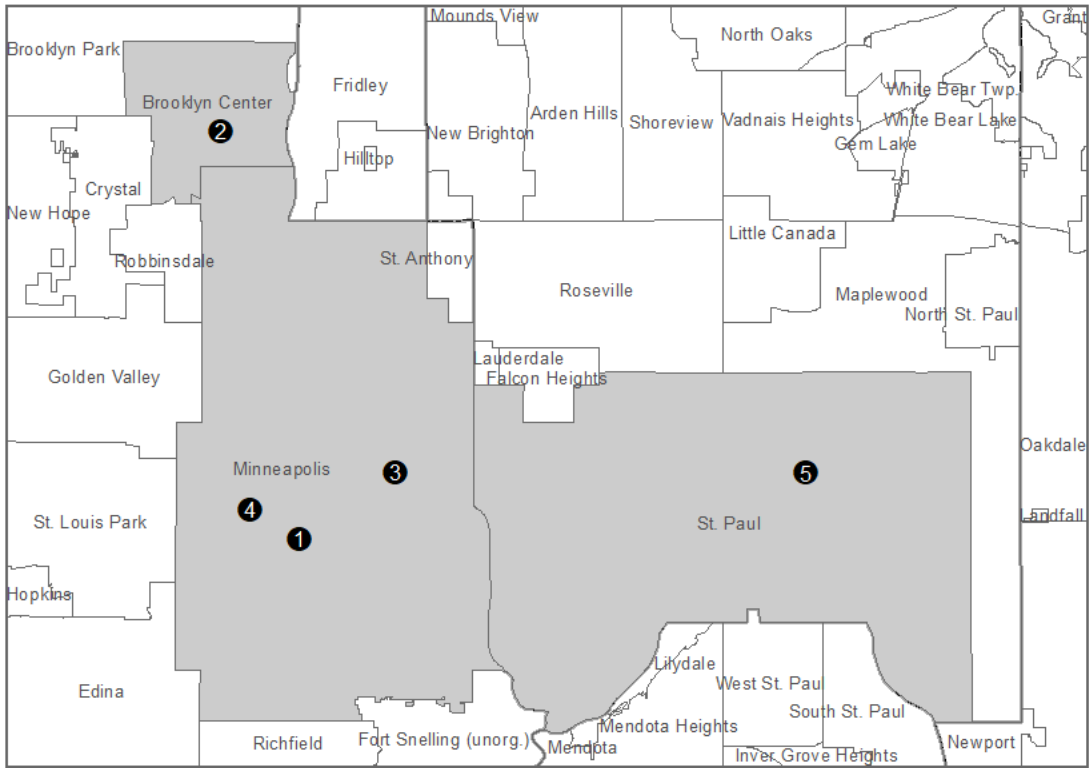 Mounds View
Grant
North Oaks
Brooklyn Park
Fridley
White Bear Twp.
Brooklyn Center
Arden Hills
Shoreview
Vadnais Heights
White Bear Lake
2
New Brighton
Gem Lake
Hilltop
Crystal
New Hope
Little Canada
Robbinsdale
St. Anthony
Roseville
Maplewood
North St. Paul
Lauderdale
Golden Valley
Falcon Heights
Oakdale
Minneapolis
3
5
4
St. Louis Park
St. Paul
Landfall
1
Hopkins
Lilydale
Edina
West St. Paul
South St. Paul
Mendota Heights
Richfield
Fort Snelling (unorg.)
Mendota
Newport
Inver Grove Heights